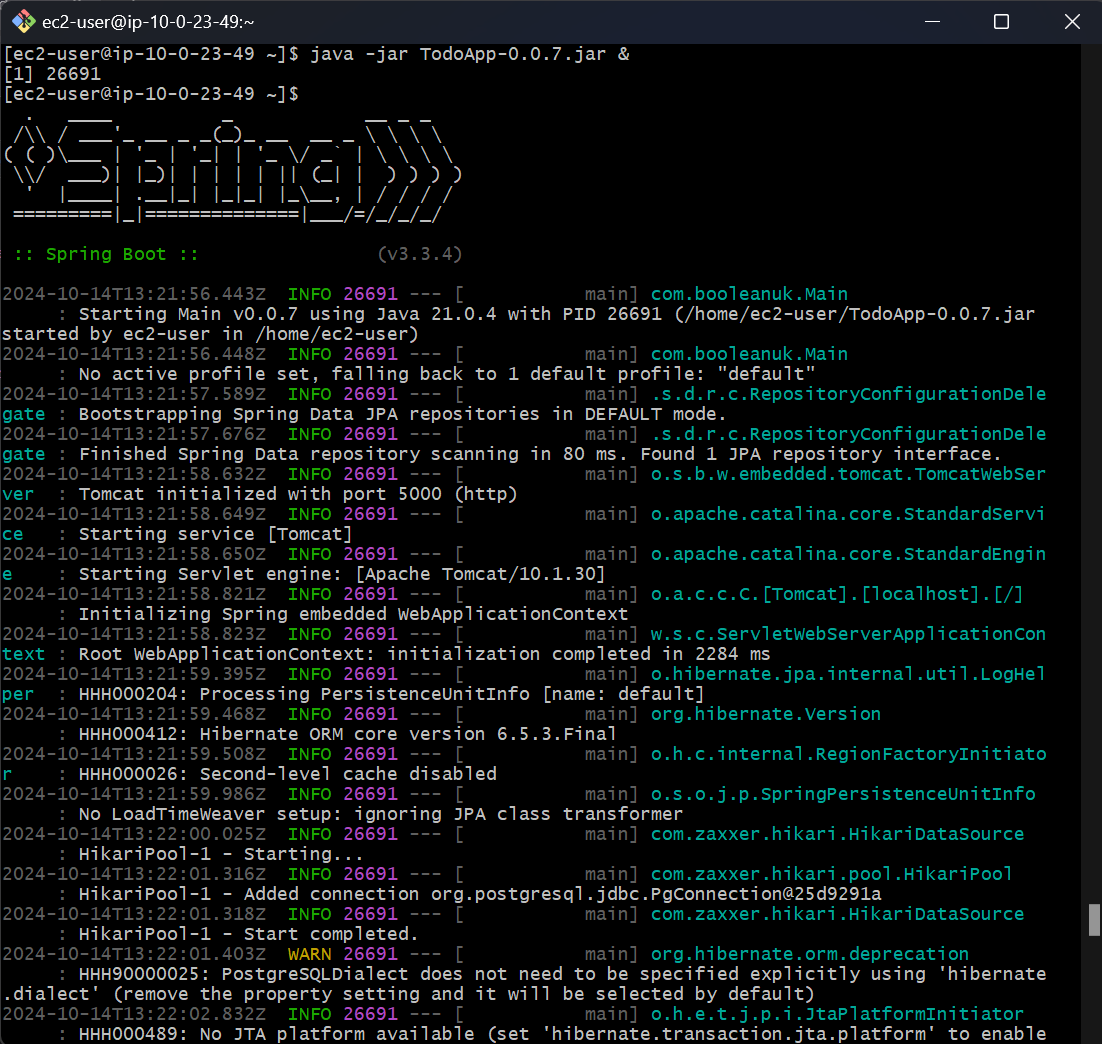 ec2-user@ip-10-0-23-49:~
[ec2-user@ip-10-0-23-49 ~]$ java -jar TodoApp-0.0.7.jar &
[1] 26691
[ec2-user@ip-10-0-23-49 ~]$
  .   ____          _            __ _ _
 /\\ / ___'_ __ _ _(_)_ __  __ _ \ \ \ \
( ( )\___ | '_ | '_| | '_ \/ _` | \ \ \ \
 \\/  ___)| |_)| | | | | || (_| |  ) ) ) )
  '  |____| .__|_| |_|_| |_\__, | / / / /
 =========|_|==============|___/=/_/_/_/
 :: Spring Boot ::                (v3.3.4)
2024-10-14T13:21:56.443Z  INFO 26691 --- [           main] com.booleanuk.Main
     : Starting Main v0.0.7 using Java 21.0.4 with PID 26691 (/home/ec2-user/TodoApp-0.0.7.jar
started by ec2-user in /home/ec2-user)
2024-10-14T13:21:56.448Z  INFO 26691 --- [           main] com.booleanuk.Main
     : No active profile set, falling back to 1 default profile: "default"
2024-10-14T13:21:57.589Z  INFO 26691 --- [           main] .s.d.r.c.RepositoryConfigurationDele
gate : Bootstrapping Spring Data JPA repositories in DEFAULT mode.
2024-10-14T13:21:57.676Z  INFO 26691 --- [           main] .s.d.r.c.RepositoryConfigurationDele
gate : Finished Spring Data repository scanning in 80 ms. Found 1 JPA repository interface.
2024-10-14T13:21:58.632Z  INFO 26691 --- [           main] o.s.b.w.embedded.tomcat.TomcatWebSer
ver  : Tomcat initialized with port 5000 (http)
2024-10-14T13:21:58.649Z  INFO 26691 --- [           main] o.apache.catalina.core.StandardServi
ce   : Starting service [Tomcat]
2024-10-14T13:21:58.650Z  INFO 26691 --- [           main] o.apache.catalina.core.StandardEngin
e    : Starting Servlet engine: [Apache Tomcat/10.1.30]
2024-10-14T13:21:58.821Z  INFO 26691 --- [           main] o.a.c.c.C.[Tomcat].[localhost].[/]
     : Initializing Spring embedded WebApplicationContext
2024-10-14T13:21:58.823Z  INFO 26691 --- [           main] w.s.c.ServletWebServerApplicationCon
text : Root WebApplicationContext: initialization completed in 2284 ms
2024-10-14T13:21:59.395Z  INFO 26691 --- [           main] o.hibernate.jpa.internal.util.LogHel
per  : HHH000204: Processing PersistenceUnitInfo [name: default]
2024-10-14T13:21:59.468Z  INFO 26691 --- [           main] org.hibernate.Version
     : HHH000412: Hibernate ORM core version 6.5.3.Final
2024-10-14T13:21:59.508Z  INFO 26691 --- [           main] o.h.c.internal.RegionFactoryInitiato
r    : HHH000026: Second-level cache disabled
2024-10-14T13:21:59.986Z  INFO 26691 --- [           main] o.s.o.j.p.SpringPersistenceUnitInfo
     : No LoadTimeWeaver setup: ignoring JPA class transformer
2024-10-14T13:22:00.025Z  INFO 26691 --- [           main] com.zaxxer.hikari.HikariDataSource
     : HikariPool-1 - Starting...
2024-10-14T13:22:01.316Z  INFO 26691 --- [           main] com.zaxxer.hikari.pool.HikariPool
     : HikariPool-1 - Added connection org.postgresql.jdbc.PgConnection@25d9291a
2024-10-14T13:22:01.318Z  INFO 26691 --- [           main] com.zaxxer.hikari.HikariDataSource
     : HikariPool-1 - Start completed.
2024-10-14T13:22:01.403Z  WARN 26691 --- [           main] org.hibernate.orm.deprecation
     : HHH90000025: PostgreSQLDialect does not need to be specified explicitly using 'hibernate
.dialect' (remove the property setting and it will be selected by default)
2024-10-14T13:22:02.832Z  INFO 26691 --- [           main] o.h.e.t.j.p.i.JtaPlatformInitiator
     : HHH000489: No JTA platform available (set 'hibernate.transaction.jta.platform' to enable